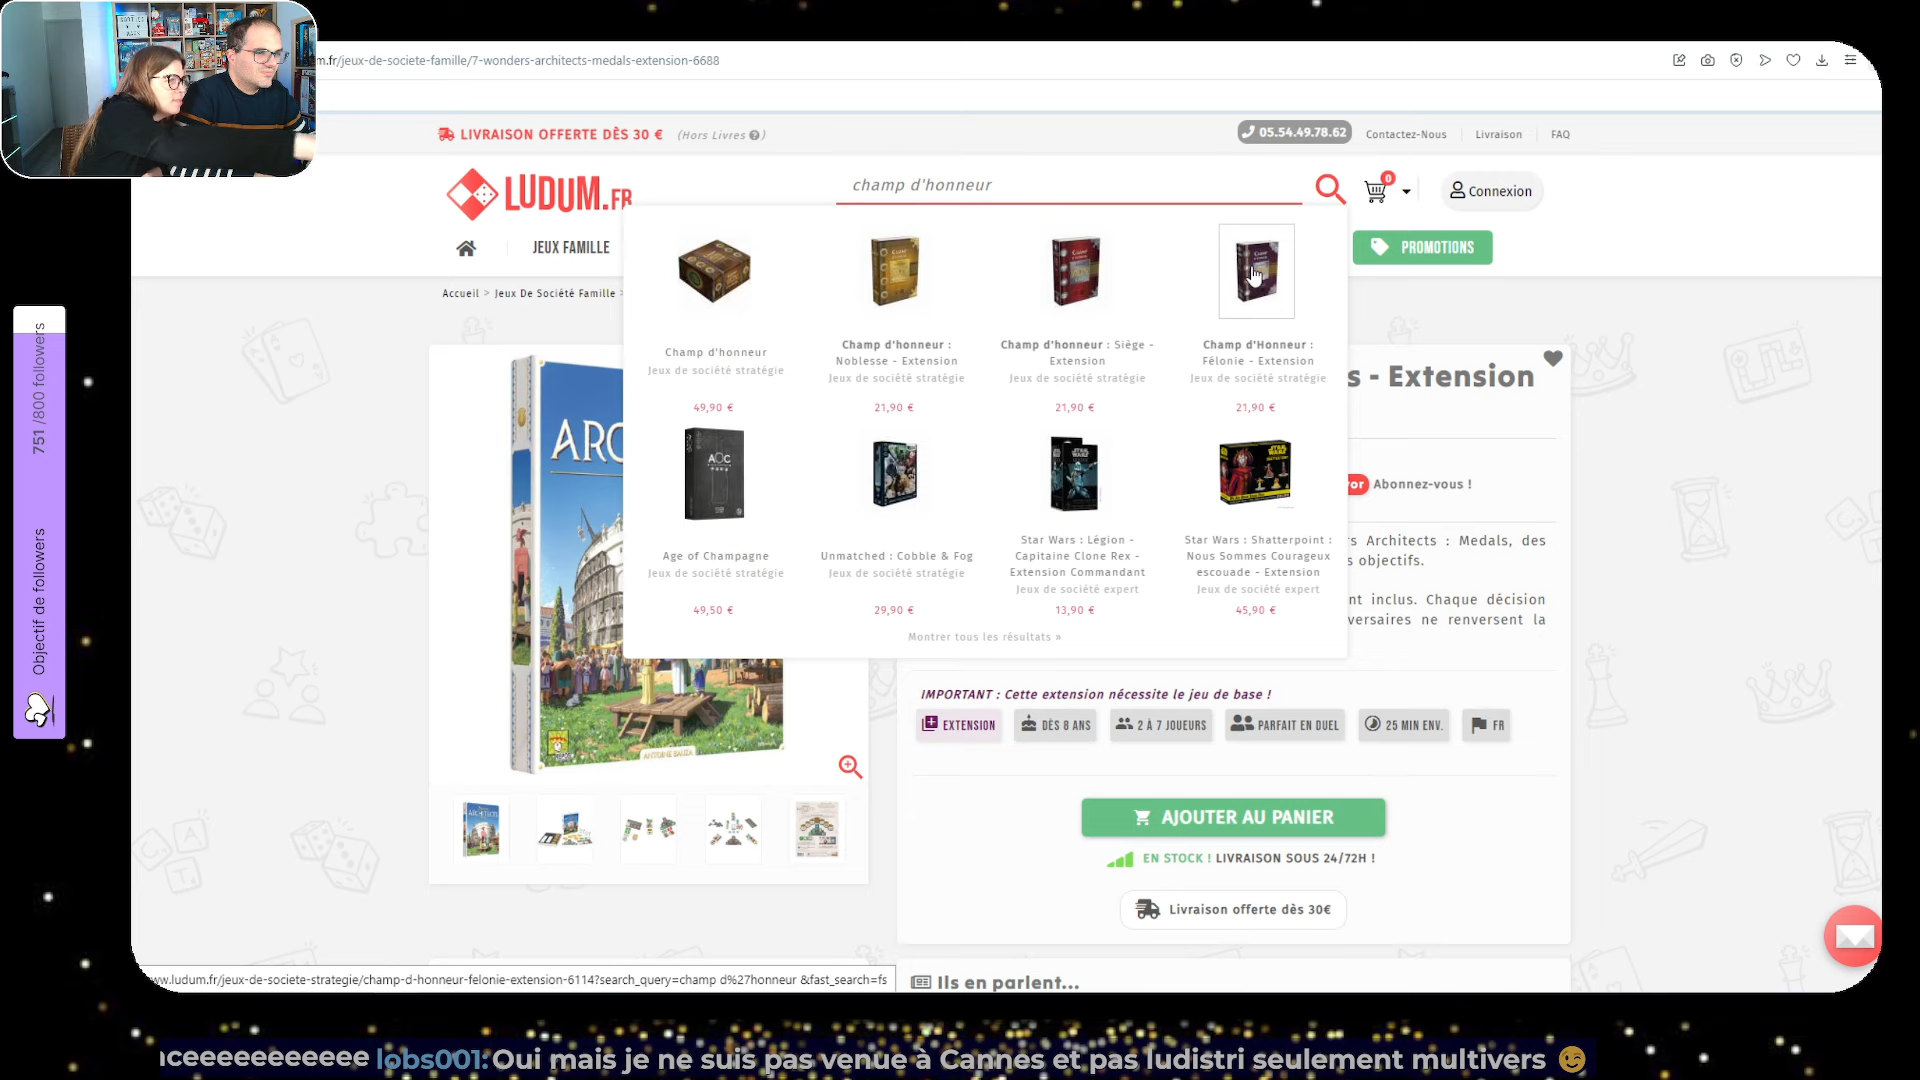 m.fr/jeux-de-societe-famille/7-wonders-architects-medals-extension-6688
LIVRAISON OFFERTE DÈS 30 €
(Hors Livres ?)
05.54.49.78.62
Contactez-Nous
Livraison
FAQ
LUDUM.FR
champ d'honneur
0
Connexion
JEUX FAMILLE
PROMOTIONS
Accueil > Jeux De Société Famille >
Champ d'honneur
Jeux de société stratégie
49,90 €
Champ d'honneur :
Noblesse - Extension
Jeux de société stratégie
21,90 €
Champ d'honneur : Siège -
Extension
Jeux de société stratégie
21,90 €
Champ d'Honneur :
Félonie - Extension
Jeux de société stratégie
21,90 €
AOC
Age of Champagne
Jeux de société stratégie
49,50 €
Unmatched : Cobble & Fog
Jeux de société stratégie
29,90 €
Star Wars : Légion -
Capitaine Clone Rex -
Extension Commandant
Jeux de société expert
13,90 €
Star Wars : Shatterpoint :
Nous Sommes Courageux
escouade - Extension
Jeux de société expert
45,90 €
Montrer tous les résultats »
ARC
ANTOINE BAUZA
s - Extension
Abonnez-vous !
s Architects : Medals, des
s objectifs.
nt inclus. Chaque décision
versaires ne renversent la
IMPORTANT : Cette extension nécessite le jeu de base !
EXTENSION
DÈS 8 ANS
2 À 7 JOUEURS
PARFAIT EN DUEL
25 MIN ENV.
FR
AJOUTER AU PANIER
EN STOCK ! LIVRAISON SOUS 24/72H !
Livraison offerte dès 30€
Ils en parlent...
w.ludum.fr/jeux-de-societe-strategie/champ-d-honneur-felonie-extension-6114?search_query=champ d%27honneur &fast_search=fs
751 /800 followers
Objectif de followers
ceeeeeeeeeeee lobs001: Oui mais je ne suis pas venue à Cannes et pas ludistri seulement multivers 😉